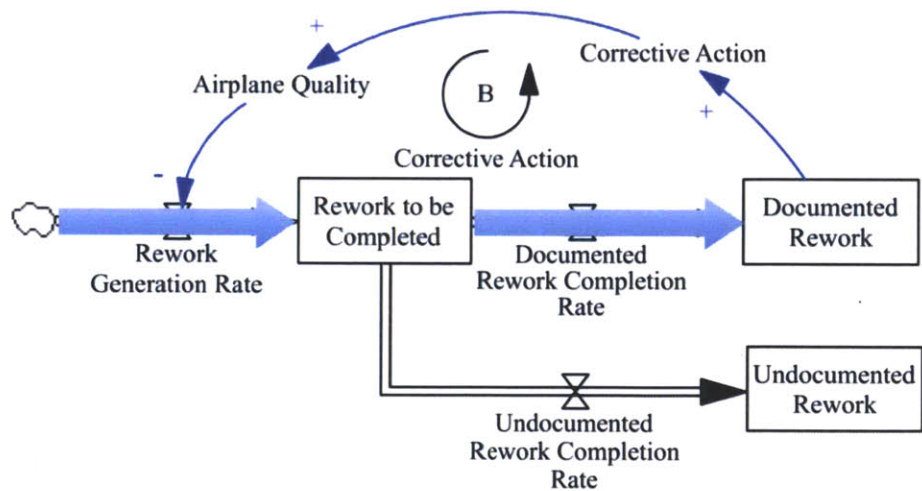 +
Corrective Action
Airplane Quality
B
+
Corrective Action
-
Rework to be
Completed
Documented
Rework
Rework
Generation Rate
Documented
Rework Completion
Rate
Undocumented
Rework
Undocumented
Rework Completion
Rate